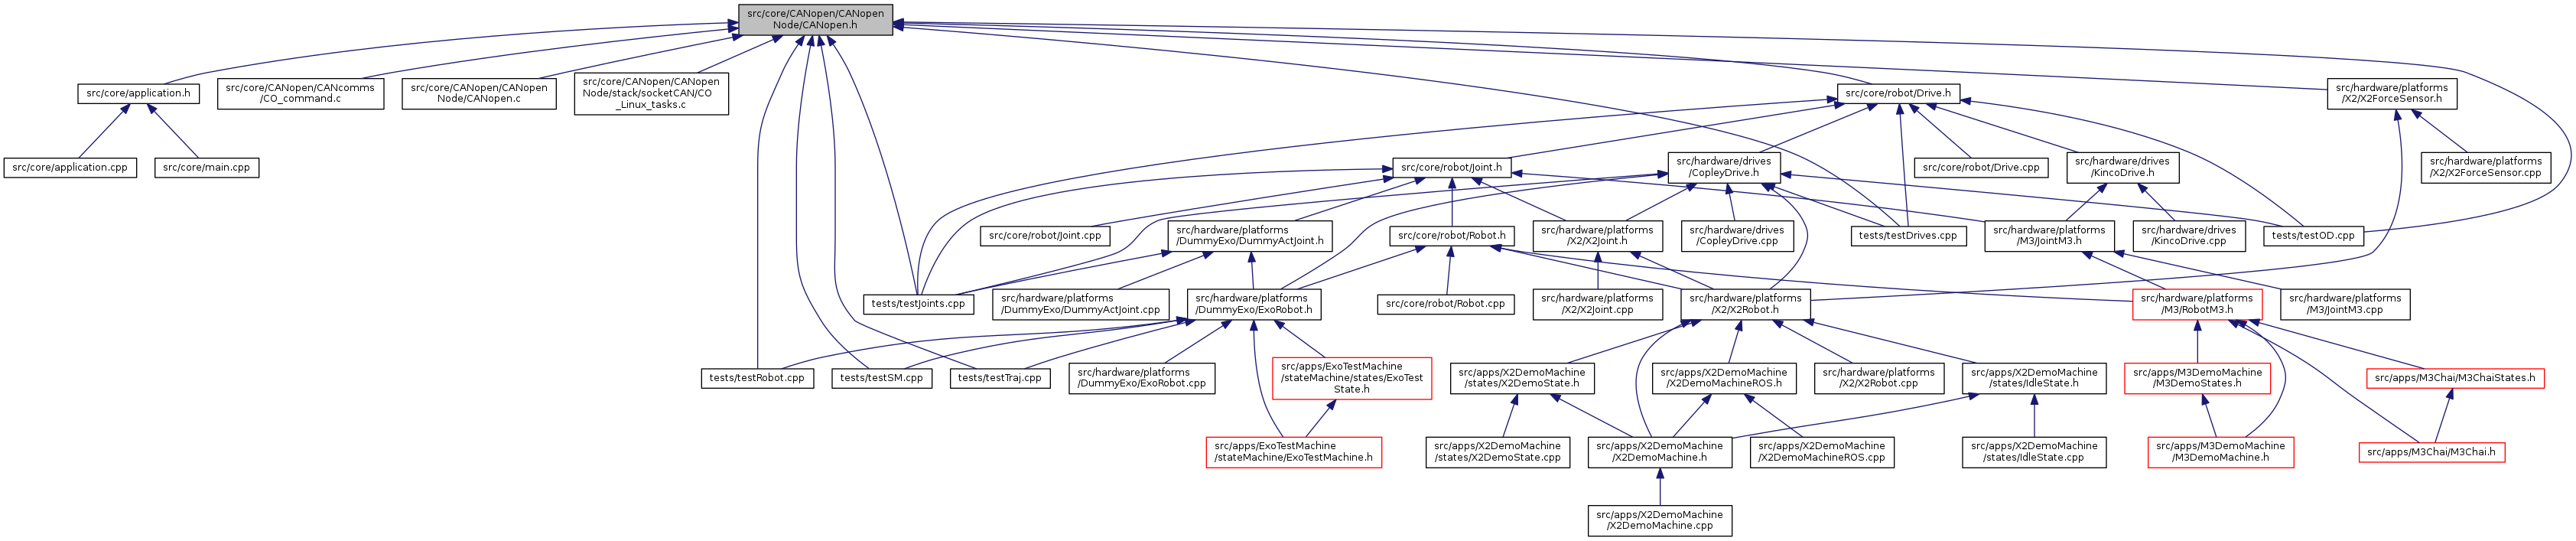 src/core/CANopen/CANopen
Node/CANopen.h
src/core/application.h
src/core/CANopen/CANcomms
/CO_command.c
src/core/CANopen/CANopen
Node/CANopen.c
src/core/CANopen/CANopen
Node/stack/socketCAN/CO
_Linux_tasks.c
src/core/robot/Drive.h
src/hardware/platforms
/X2/X2ForceSensor.h
src/core/application.cpp
src/core/main.cpp
src/core/robot/Joint.h
src/hardware/drives
/CopleyDrive.h
src/core/robot/Drive.cpp
src/hardware/drives
/KincoDrive.h
src/hardware/platforms
/X2/X2ForceSensor.cpp
src/core/robot/Joint.cpp
src/hardware/platforms
/DummyExo/DummyActJoint.h
src/core/robot/Robot.h
src/hardware/platforms
/X2/X2Joint.h
src/hardware/drives
/CopleyDrive.cpp
tests/testDrives.cpp
src/hardware/platforms
/M3/JointM3.h
src/hardware/drives
/KincoDrive.cpp
tests/testOD.cpp
tests/testJoints.cpp
src/hardware/platforms
/DummyExo/DummyActJoint.cpp
src/hardware/platforms
/DummyExo/ExoRobot.h
src/core/robot/Robot.cpp
src/hardware/platforms
/X2/X2Joint.cpp
src/hardware/platforms
/X2/X2Robot.h
src/hardware/platforms
/M3/RobotM3.h
src/hardware/platforms
/M3/JointM3.cpp
tests/testRobot.cpp
tests/testSM.cpp
tests/testTraj.cpp
src/hardware/platforms
/DummyExo/ExoRobot.cpp
src/apps/ExoTestMachine
/stateMachine/states/ExoTest
State.h
src/apps/X2DemoMachine
/states/X2DemoState.h
src/apps/X2DemoMachine
/X2DemoMachineROS.h
src/hardware/platforms
/X2/X2Robot.cpp
src/apps/X2DemoMachine
/states/IdleState.h
src/apps/M3DemoMachine
/M3DemoStates.h
src/apps/M3Chai/M3ChaiStates.h
src/apps/ExoTestMachine
/stateMachine/ExoTestMachine.h
src/apps/X2DemoMachine
/states/X2DemoState.cpp
src/apps/X2DemoMachine
/X2DemoMachine.h
src/apps/X2DemoMachine
/X2DemoMachineROS.cpp
src/apps/X2DemoMachine
/states/IdleState.cpp
src/apps/M3DemoMachine
/M3DemoMachine.h
src/apps/M3Chai/M3Chai.h
src/apps/X2DemoMachine
/X2DemoMachine.cpp